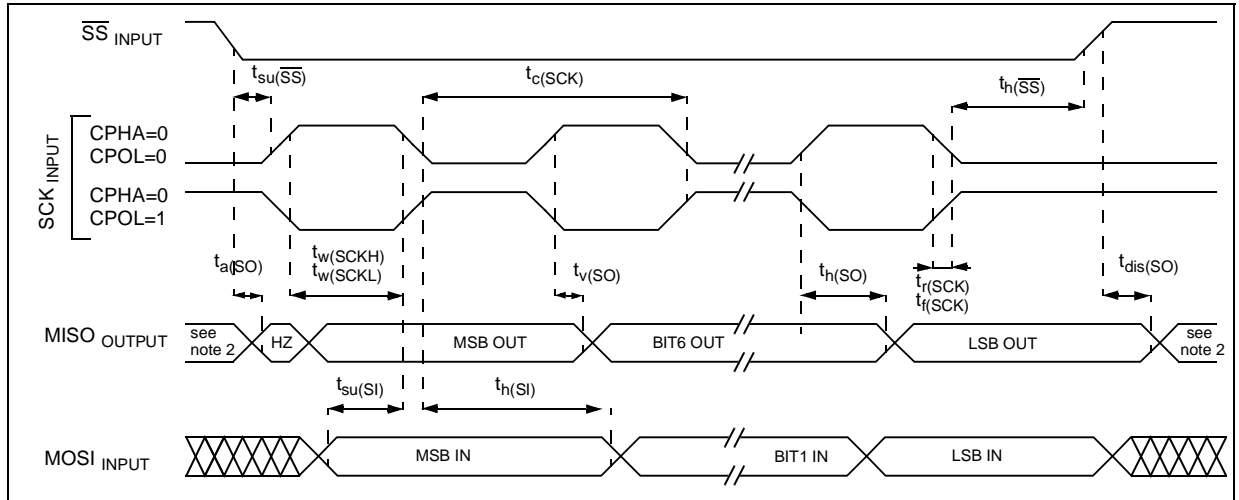 SS INPUT
tsu(SS)
tc(SCK)
th(SS)
SCK INPUT
CPHA=0
CPOL=0
CPHA=0
CPOL=1
ta(SO)
tw(SCKH)
tw(SCKL)
tv(SO)
th(SO)
tr(SCK)
tf(SCK)
tdis(SO)
MISO OUTPUT
see
note 2
HZ
MSB OUT
BIT6 OUT
LSB OUT
see
note 2
tsu(SI)
th(SI)
MOSI INPUT
MSB IN
BIT1 IN
LSB IN